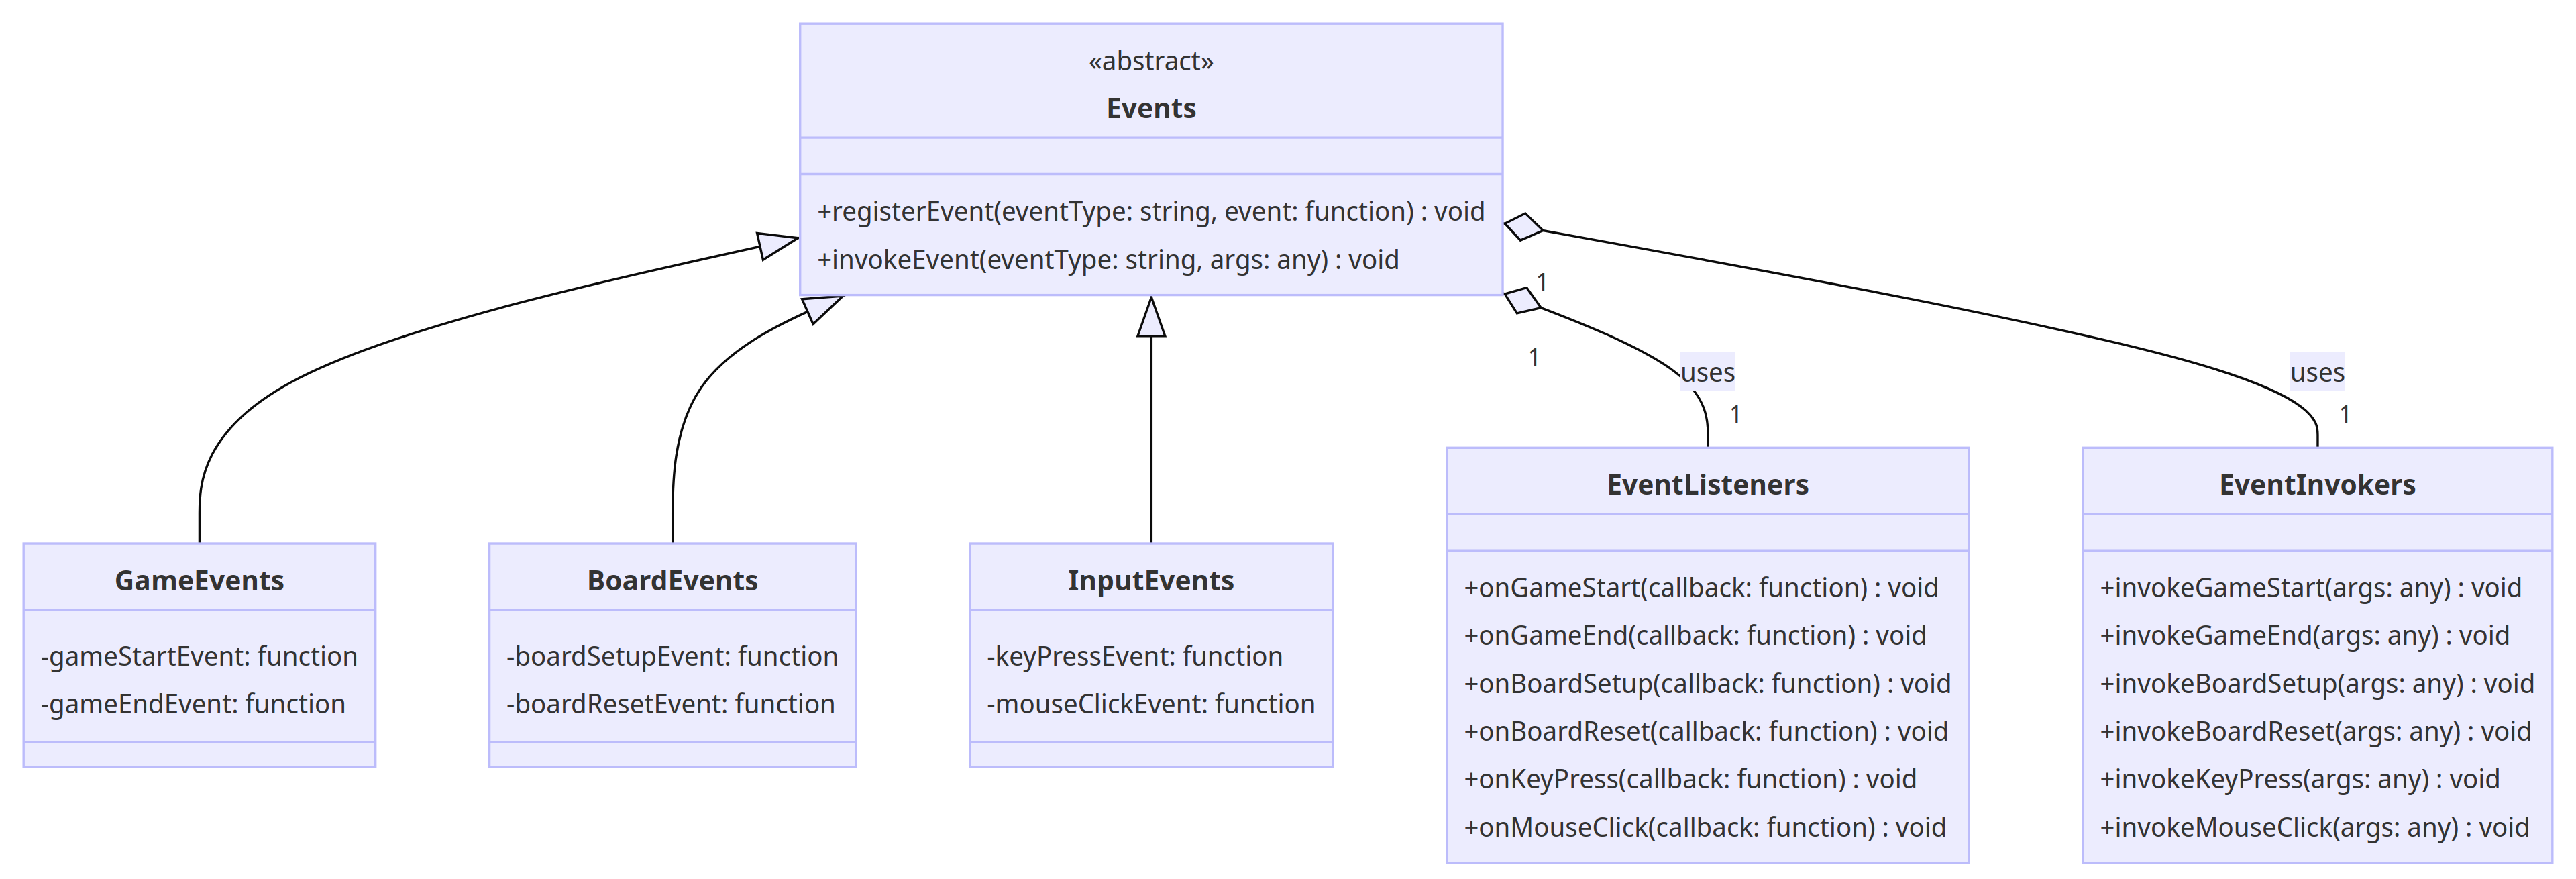 «abstract»
Events
+registerEvent(eventType: string, event: function) : void
+invokeEvent(eventType: string, args: any) : void
1
1
uses
1
uses
1
GameEvents
-gameStartEvent: function
-gameEndEvent: function
BoardEvents
-boardSetupEvent: function
-boardResetEvent: function
InputEvents
-keyPressEvent: function
-mouseClickEvent: function
EventListeners
+onGameStart(callback: function) : void
+onGameEnd(callback: function) : void
+onBoardSetup(callback: function) : void
+onBoardReset(callback: function) : void
+onKeyPress(callback: function) : void
+onMouseClick(callback: function) : void
EventInvokers
+invokeGameStart(args: any) : void
+invokeGameEnd(args: any) : void
+invokeBoardSetup(args: any) : void
+invokeBoardReset(args: any) : void
+invokeKeyPress(args: any) : void
+invokeMouseClick(args: any) : void